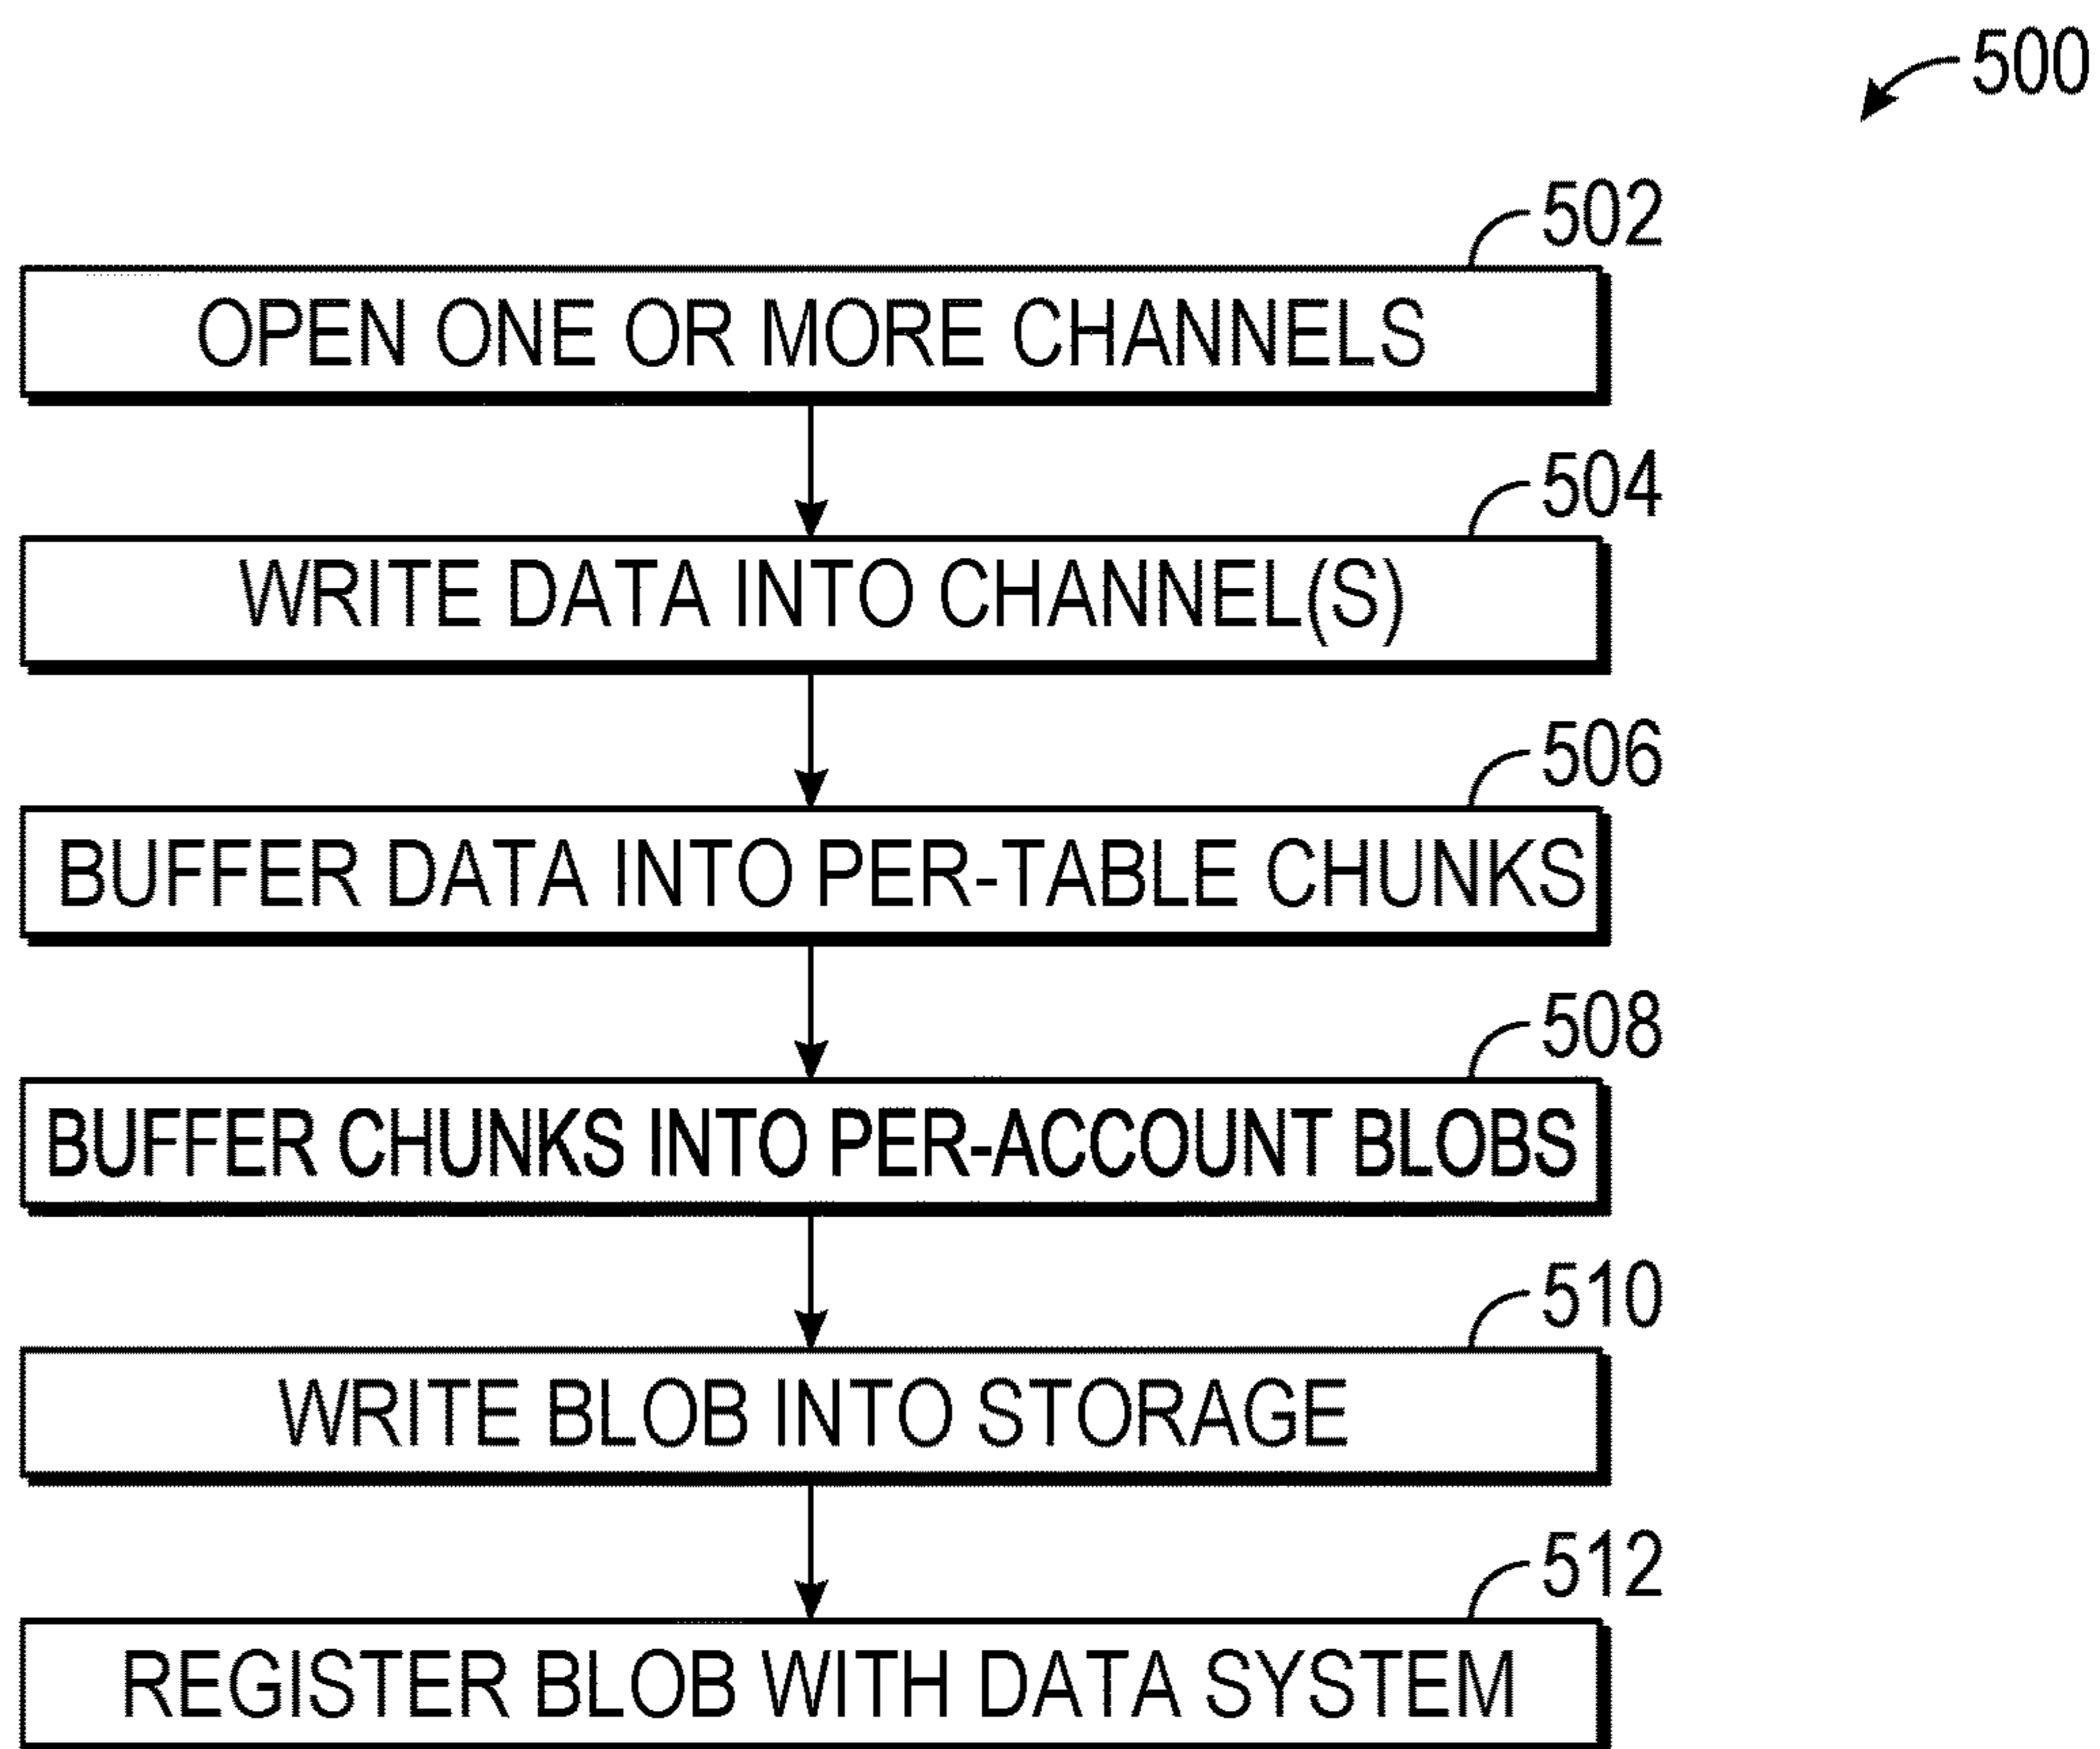 500
502
OPEN ONE OR MORE CHANNELS
504
WRITE DATA INTO CHANNEL(S)
506
BUFFER DATA INTO PER-TABLE CHUNKS
508
BUFFER CHUNKS INTO PER-ACCOUNT BLOBS
510
WRITE BLOB INTO STORAGE
512
REGISTER BLOB WITH DATA SYSTEM